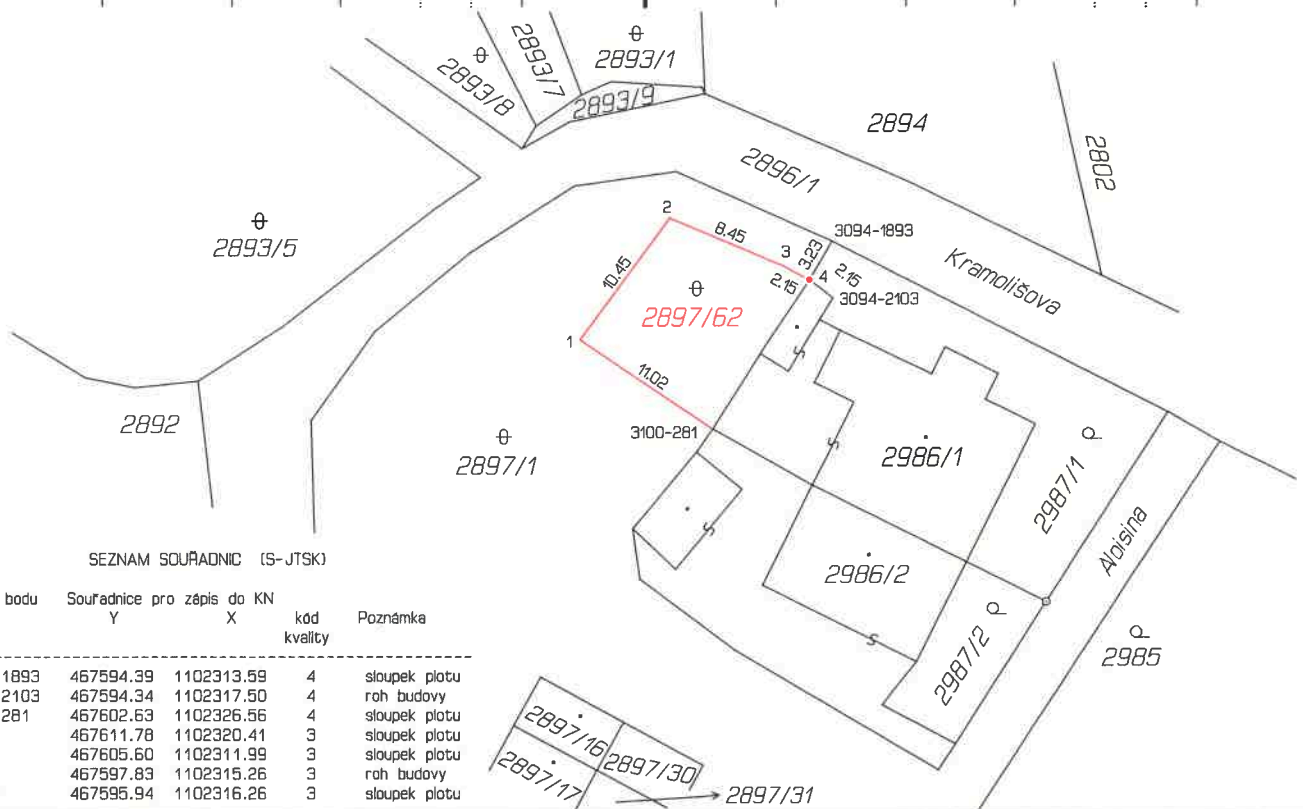 2893/7
2893/1
2893/8
2893/9
2894
2802
2896/1
2893/5
2
8.45
3
3.23
3094-1893
Kramolišova
2.15
A
2.15
3094-2103
10.45
2897/62
1
11.02
S
2892
3100-281
S
2897/1
2986/1
2987/1
S
Aloisina
2986/2
S
2987/2
2985
SEZNAM SOUŘADNIC (S-JTSK)
bodu Souřadnice pro zápis do KN
Y X kód Poznámka
kvality
1893 467594.39 1102313.59 4 sloupek plotu
2103 467594.34 1102317.50 4 roh budovy
281 467602.63 1102326.56 4 sloupek plotu
467611.78 1102320.41 3 sloupek plotu
467605.60 1102311.99 3 sloupek plotu
467597.83 1102315.26 3 roh budovy
467595.94 1102316.26 3 sloupek plotu
2897/16
2897/30
2897/17
2897/31